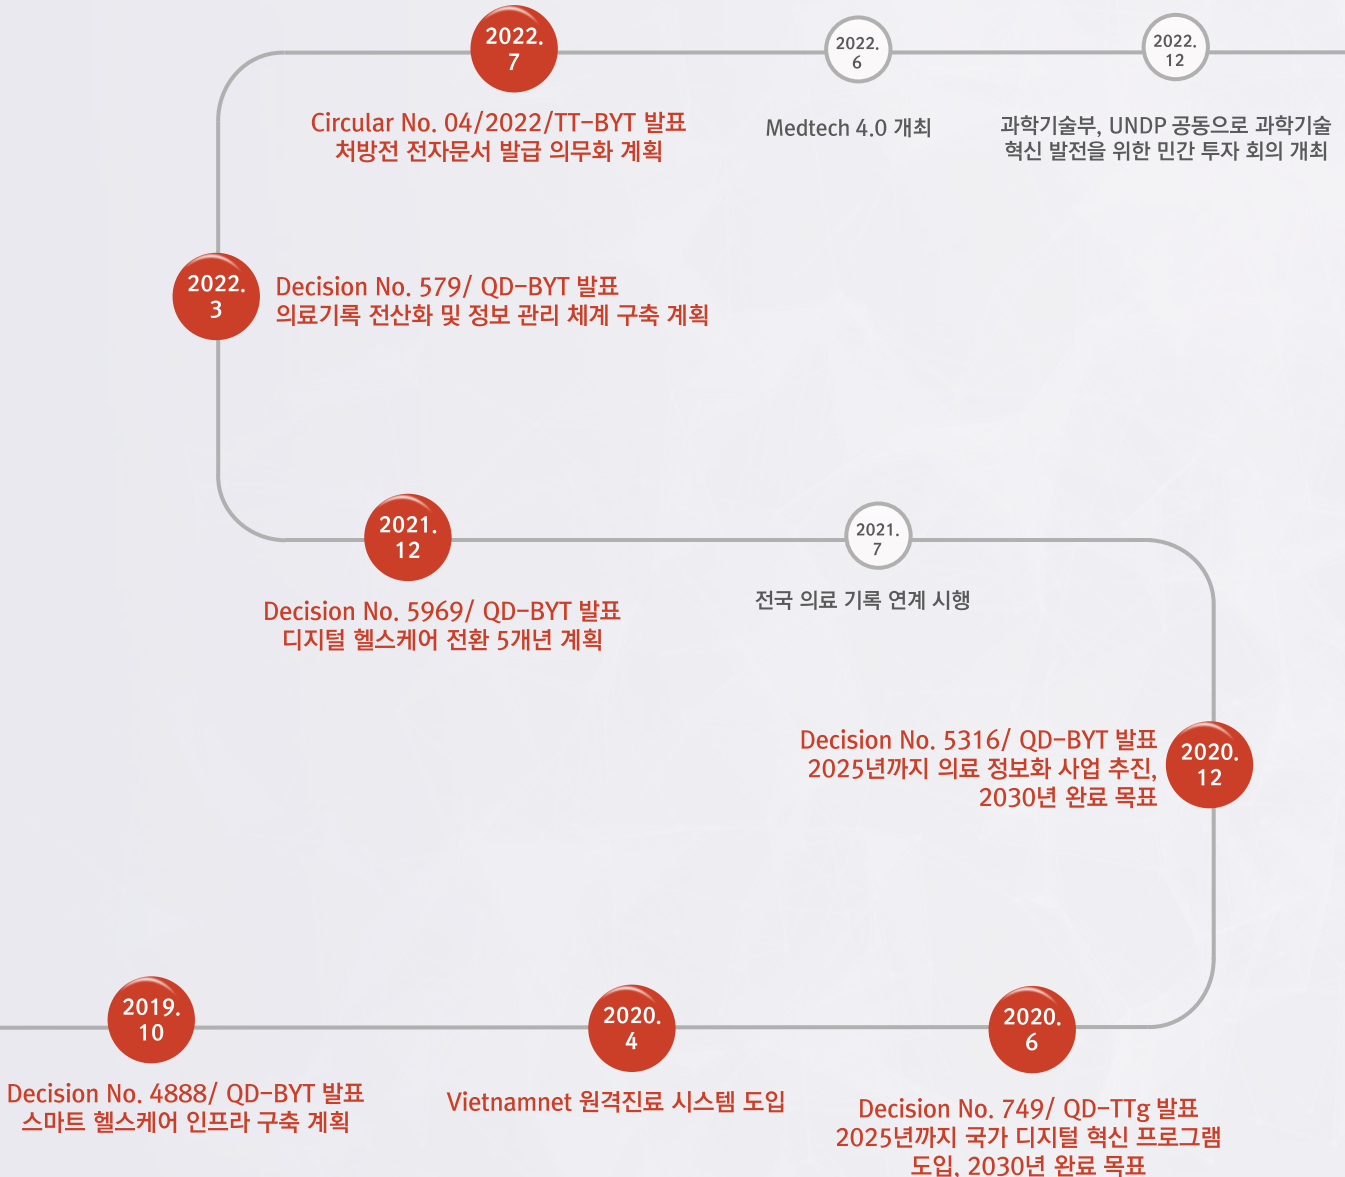 2022.
7
Circular No. 04/2022/TT-BYT 발표
처방전 전자문서 발급 의무화 계획
2022.
6
Medtech 4.0 개최
2022.
12
과학기술부, UNDP 공동으로 과학기술
혁신 발전을 위한 민간 투자 회의 개최
2022.
3
Decision No. 579/ QD-BYT 발표
의료기록 전산화 및 정보 관리 체계 구축 계획
2021.
12
Decision No. 5969/ QD-BYT 발표
디지털 헬스케어 전환 5개년 계획
2021.
7
전국 의료 기록 연계 시행
Decision No. 5316/ QD-BYT 발표
2025년까지 의료 정보화 사업 추진,
2030년 완료 목표
2020.
12
2019.
10
Decision No. 4888/ QD-BYT 발표
스마트 헬스케어 인프라 구축 계획
2020.
4
Vietnamnet 원격진료 시스템 도입
2020.
6
Decision No. 749/ QD-TTg 발표
2025년까지 국가 디지털 혁신 프로그램
도입, 2030년 완료 목표